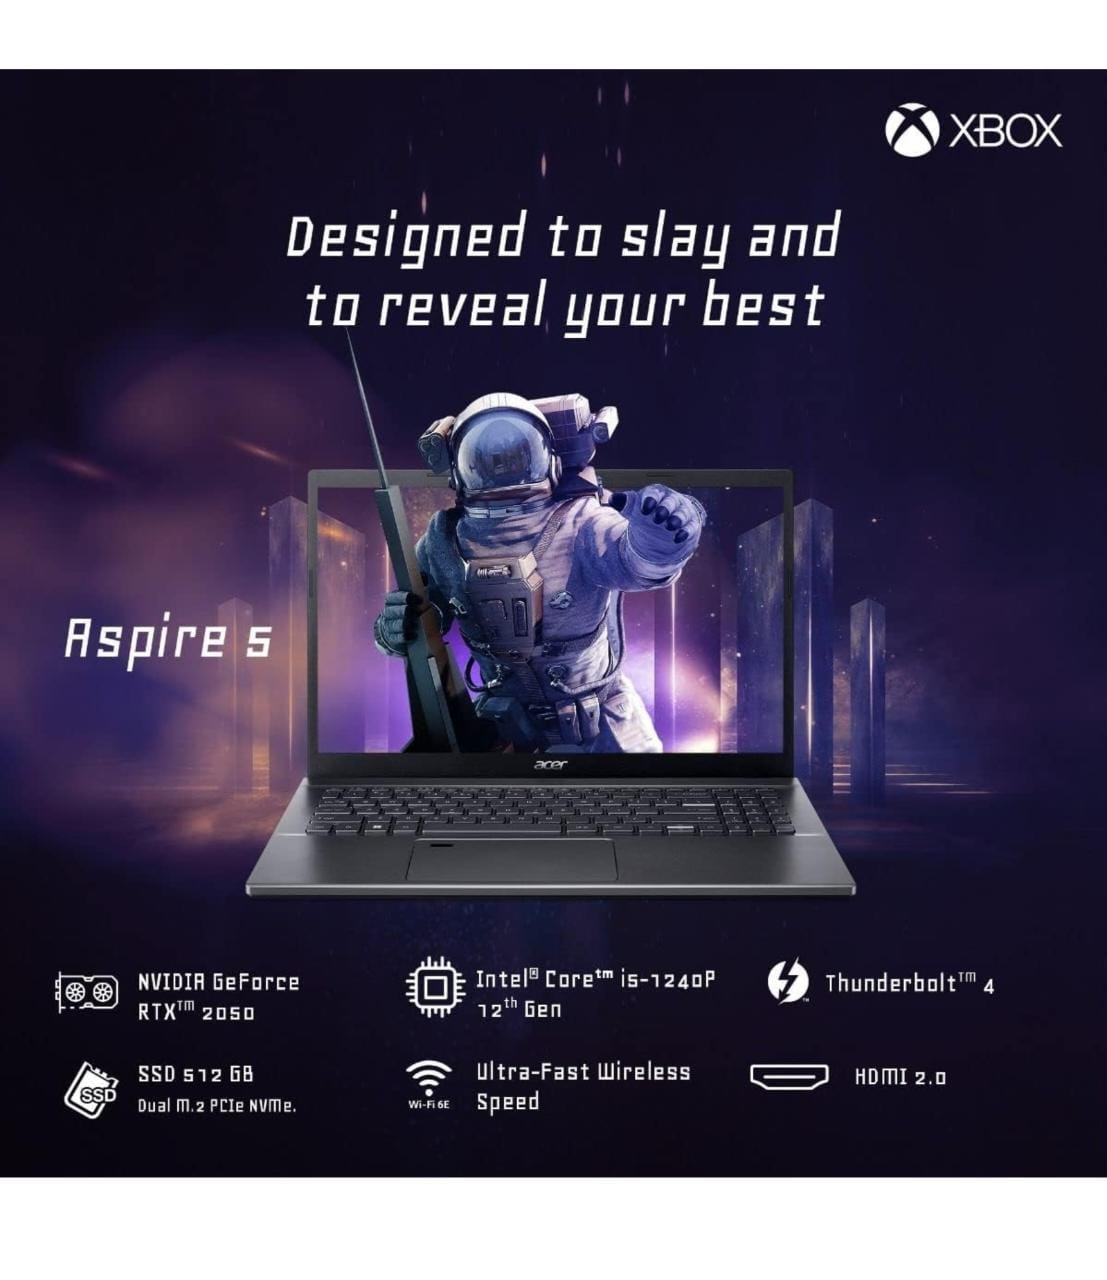 XBOX
Designed to slay and
to reveal your best
Aspire 5
acer
NVIDIA GeForce
RTX™ 2050
Intel® Core™ i5-1240P
12th Gen
Thunderbolt™ 4
SSD
SSD 512 GB
Dual M.2 PCIe NVMe.
Wi-Fi 6E
Ultra-Fast Wireless
Speed
HDMI 2.0